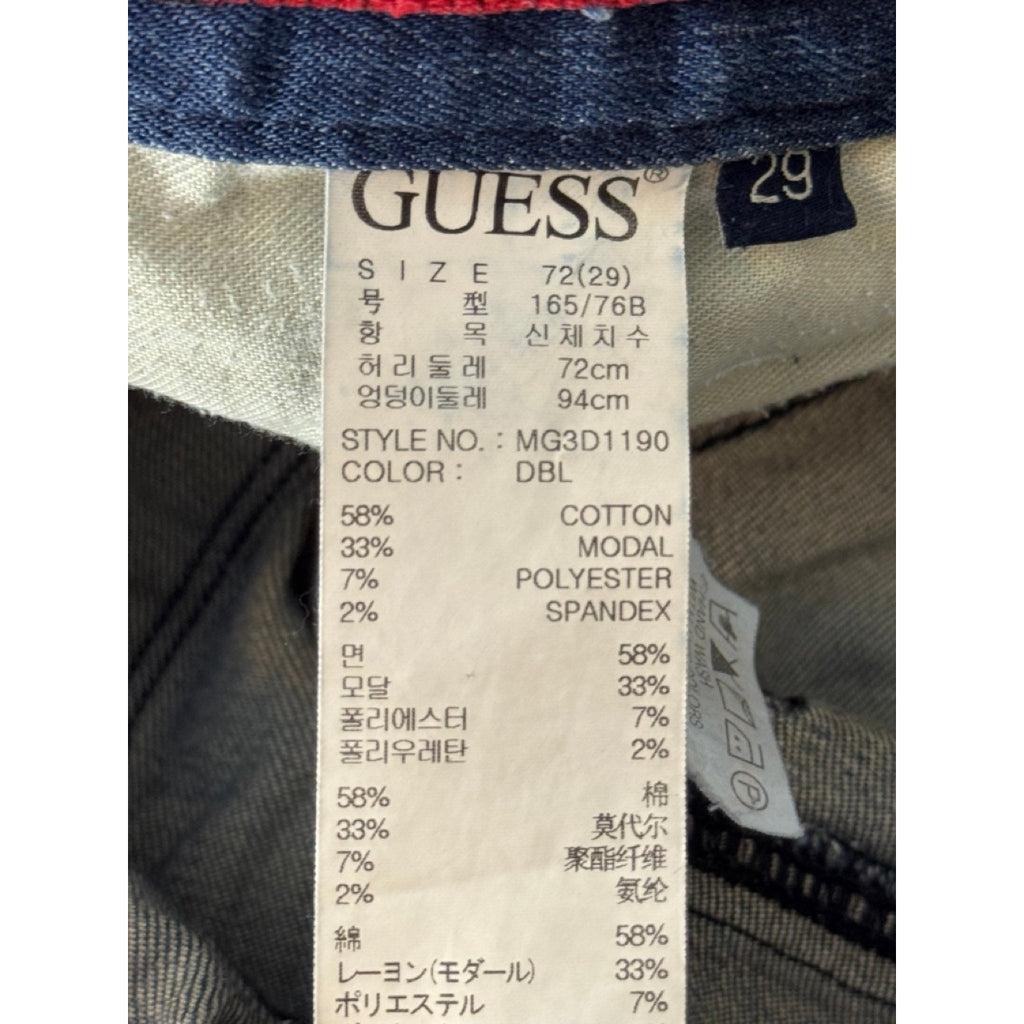 GUESS®
29
SIZE 72(29)
号型 165/76B
항목 신체치수
허리둘레 72cm
엉덩이둘레 94cm
STYLE NO. : MG3D1190
COLOR : DBL
58% COTTON
33% MODAL
7% POLYESTER
2% SPANDEX
면 58%
모달 33%
폴리에스터 7%
폴리우레탄 2%
58% 棉
33% 莫代尔
7% 聚酯纤维
2% 氨纶
綿 58%
レーヨン(モダール) 33%
ポリエステル 7%
HAND WASH
P